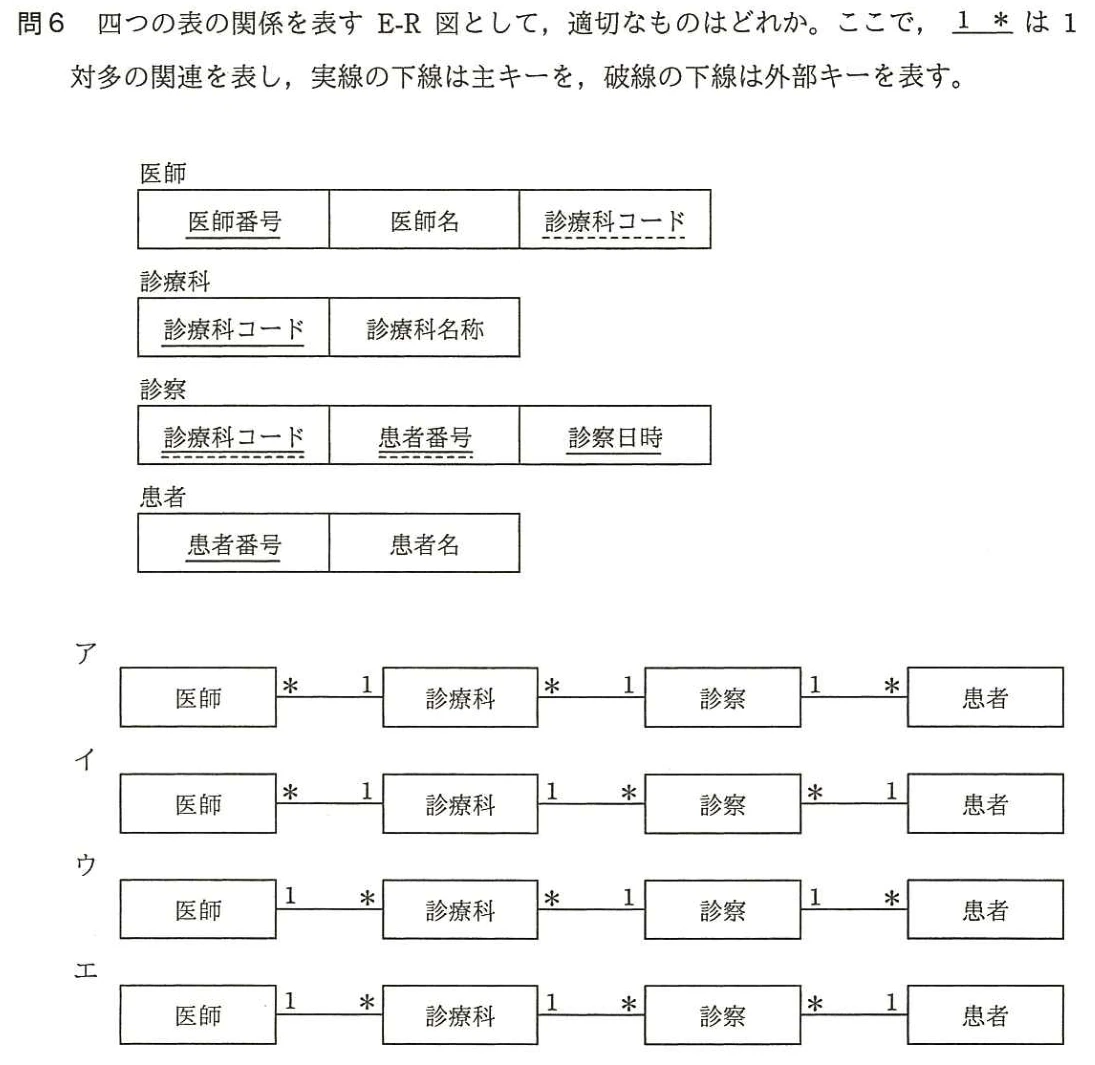 問6 四つの表の関係を表す E-R 図として，適切なものはどれか。ここで，1 * は 1
対多の関連を表し，実線の下線は主キーを，破線の下線は外部キーを表す。
医師
医師番号 医師名 診療科コード
診療科
診療科コード 診療科名称
診察
診療科コード 患者番号 診察日時
患者
患者番号 患者名
ア
医師 * 1 診療科 * 1 診察 1 * 患者
イ
医師 * 1 診療科 1 * 診察 * 1 患者
ウ
医師 1 * 診療科 * 1 診察 1 * 患者
エ
医師 1 * 診療科 1 * 診察 * 1 患者